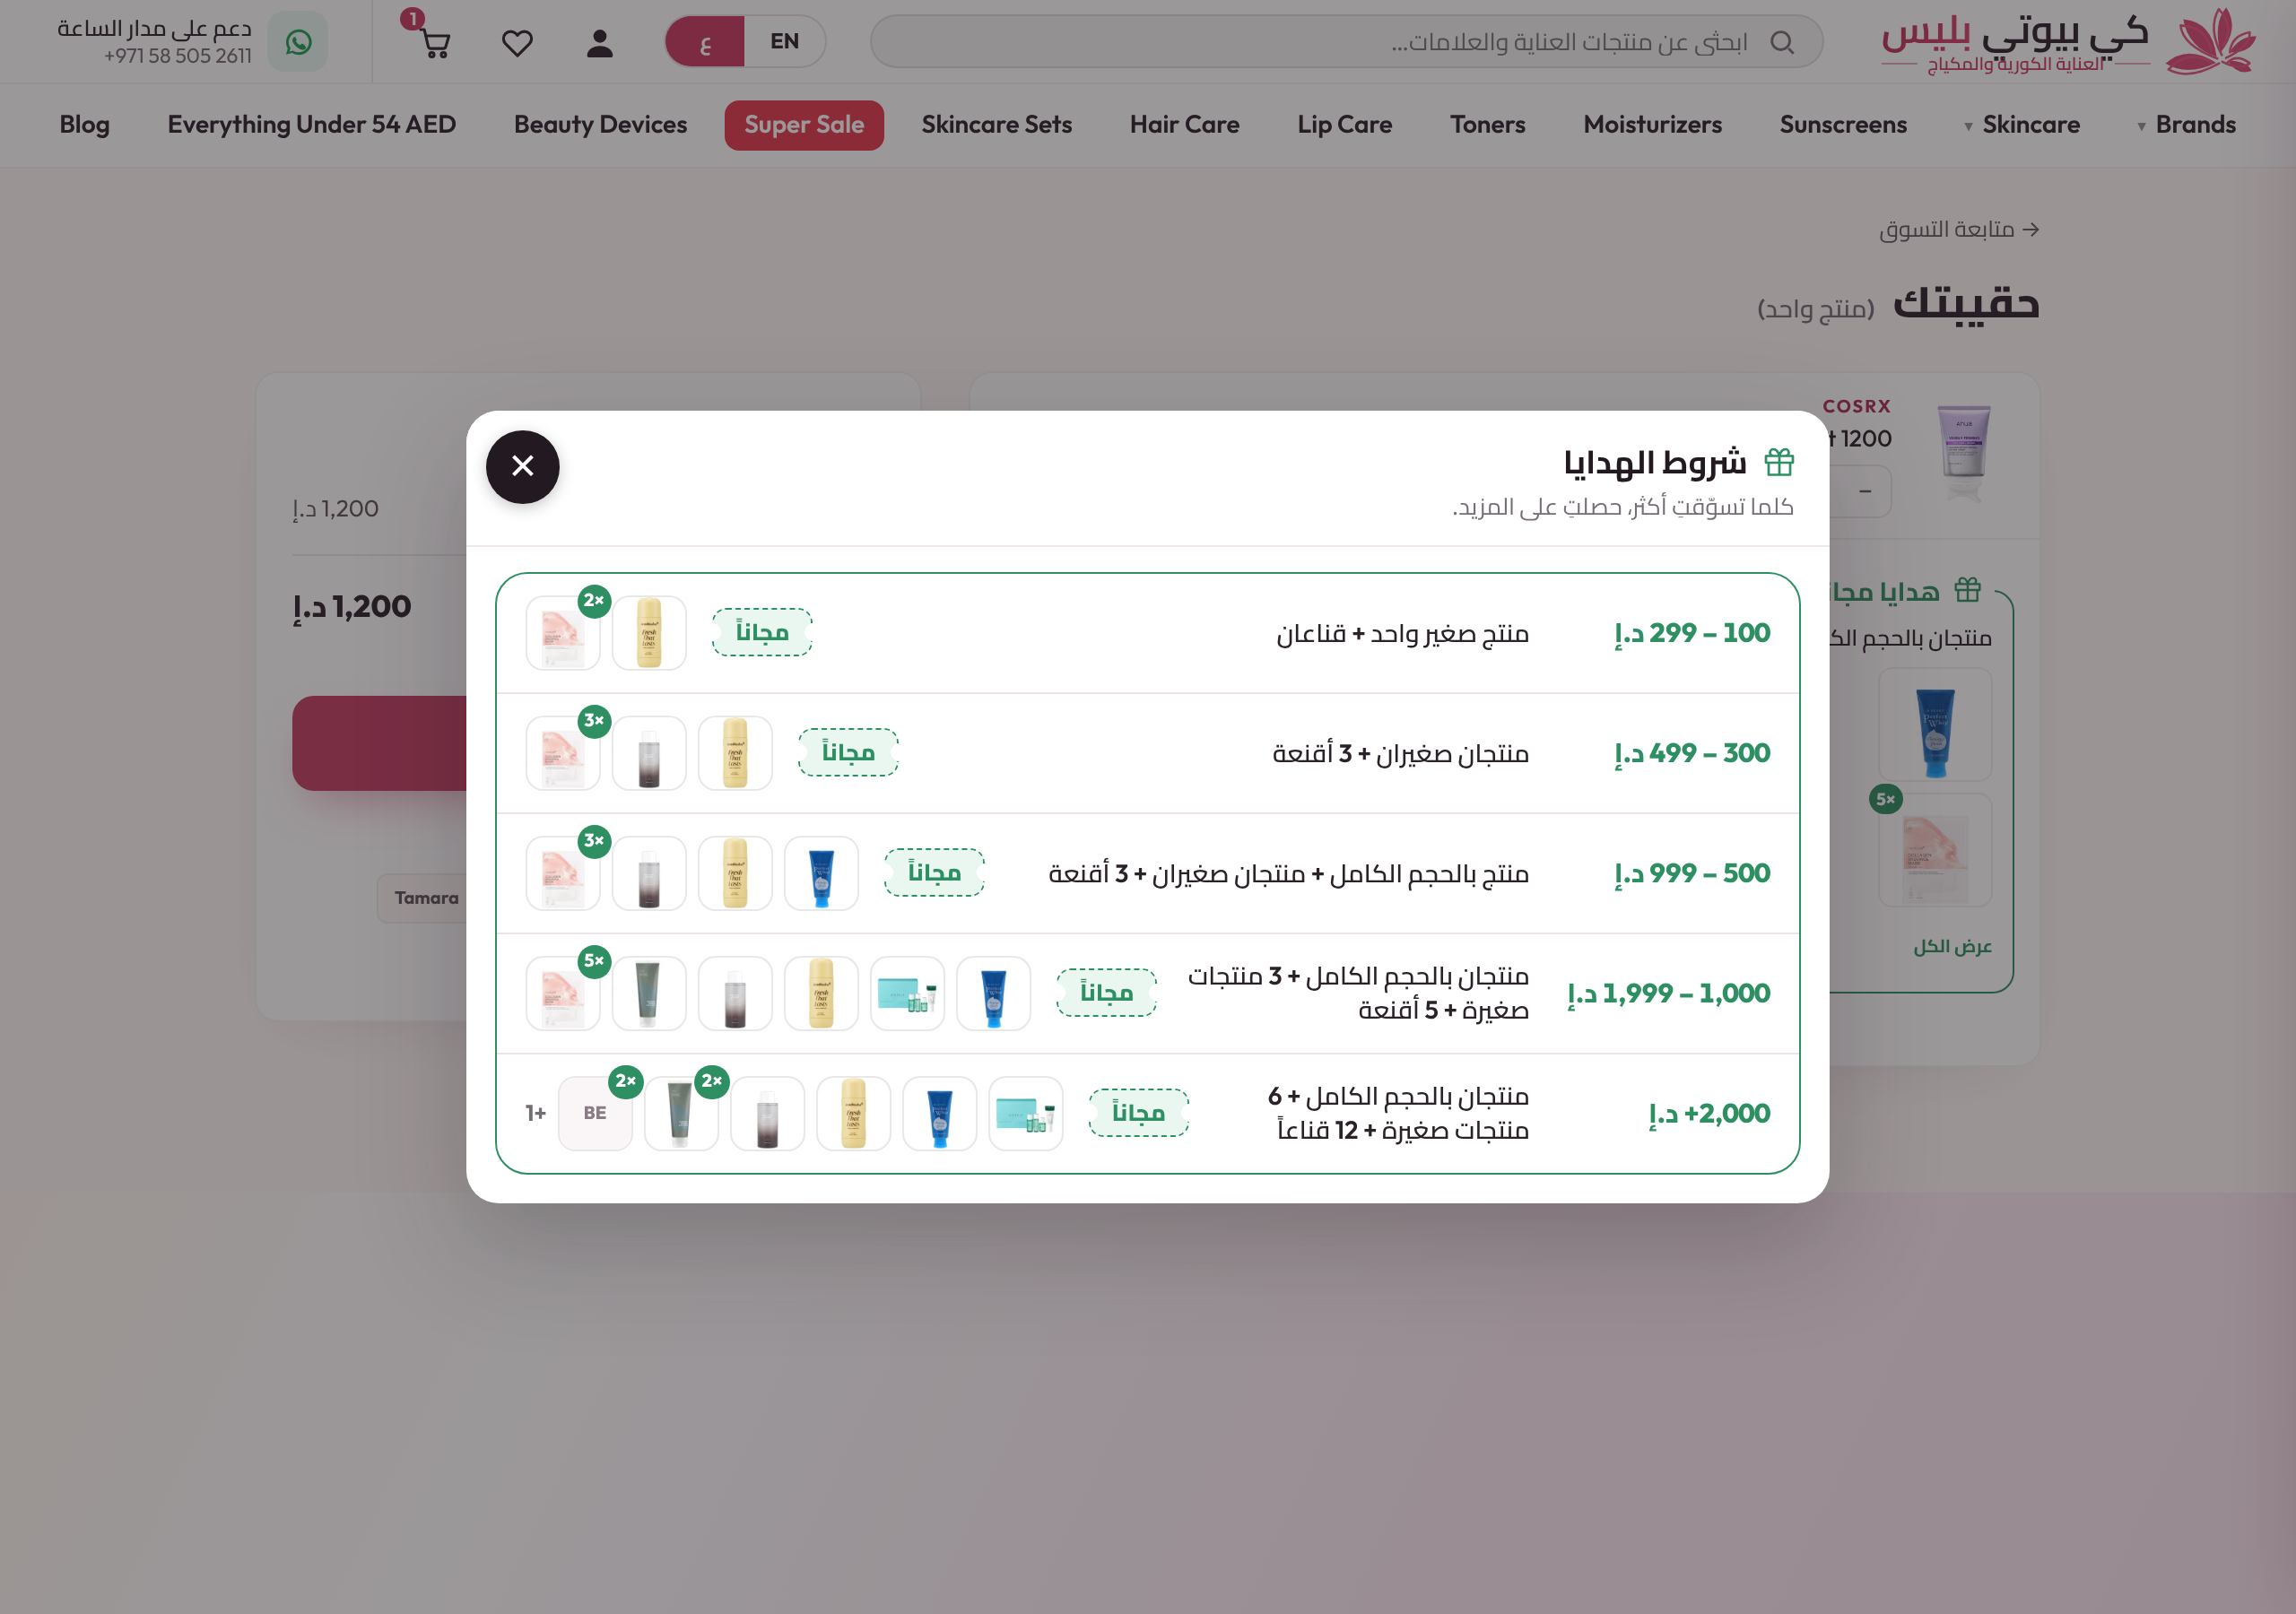 كي بيوتي بليس
العناية الكورية والمكياج
ابحثي عن منتجات العناية والعلامات...
EN
ع
1
دعم على مدار الساعة
+971 58 505 2611
Brands
Skincare
Sunscreens
Moisturizers
Toners
Lip Care
Hair Care
Skincare Sets
Super Sale
Beauty Devices
Everything Under 54 AED
Blog
→ متابعة التسوق
حقيبتك (منتج واحد)
COSRX
1200
−
هدايا
منتجان بالحجم
5×
عرض الكل
1,200 د.إ
1,200 د.إ
Tamara
شروط الهدايا
كلما تسوّقتِ أكثر، حصلتِ على المزيد.
×
100 – 299 د.إ
منتج صغير واحد + قناعان
مجاناً
2×
300 – 499 د.إ
منتجان صغيران + 3 أقنعة
مجاناً
3×
500 – 999 د.إ
منتج بالحجم الكامل + منتجان صغيران + 3 أقنعة
مجاناً
3×
1,000 – 1,999 د.إ
منتجان بالحجم الكامل + 3 منتجات
صغيرة + 5 أقنعة
مجاناً
5×
2,000+ د.إ
منتجان بالحجم الكامل + 6
منتجات صغيرة + 12 قناعاً
مجاناً
2×
BE
2×
+1